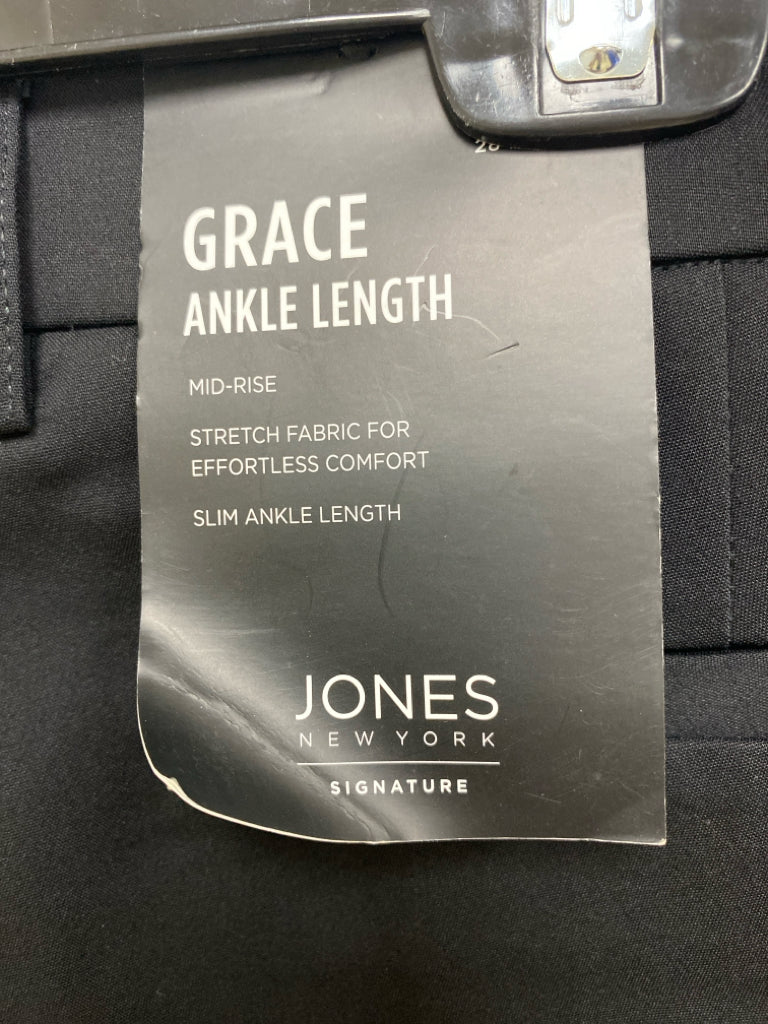 GRACE
ANKLE LENGTH
MID-RISE
STRETCH FABRIC FOR
EFFORTLESS COMFORT
SLIM ANKLE LENGTH
JONES
NEW YORK
SIGNATURE